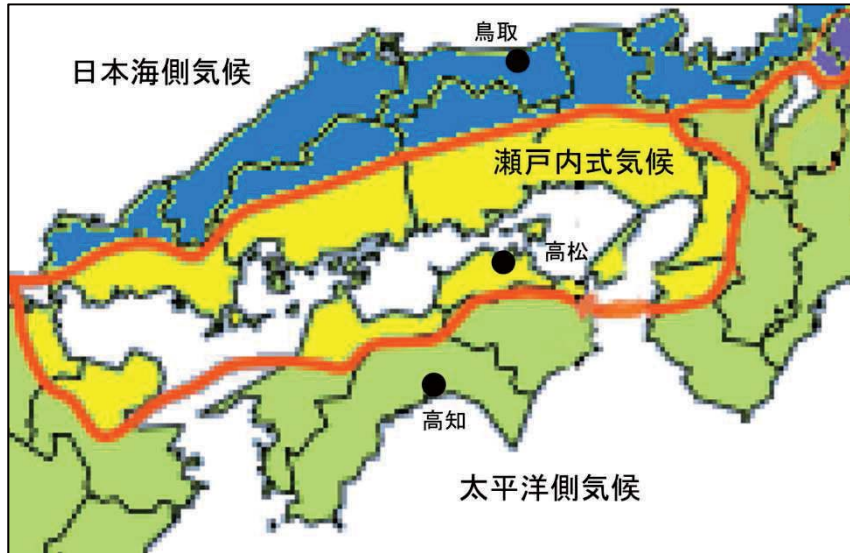 鳥取
日本海側気候
瀬戸内式気候
高松
高知
太平洋側気候